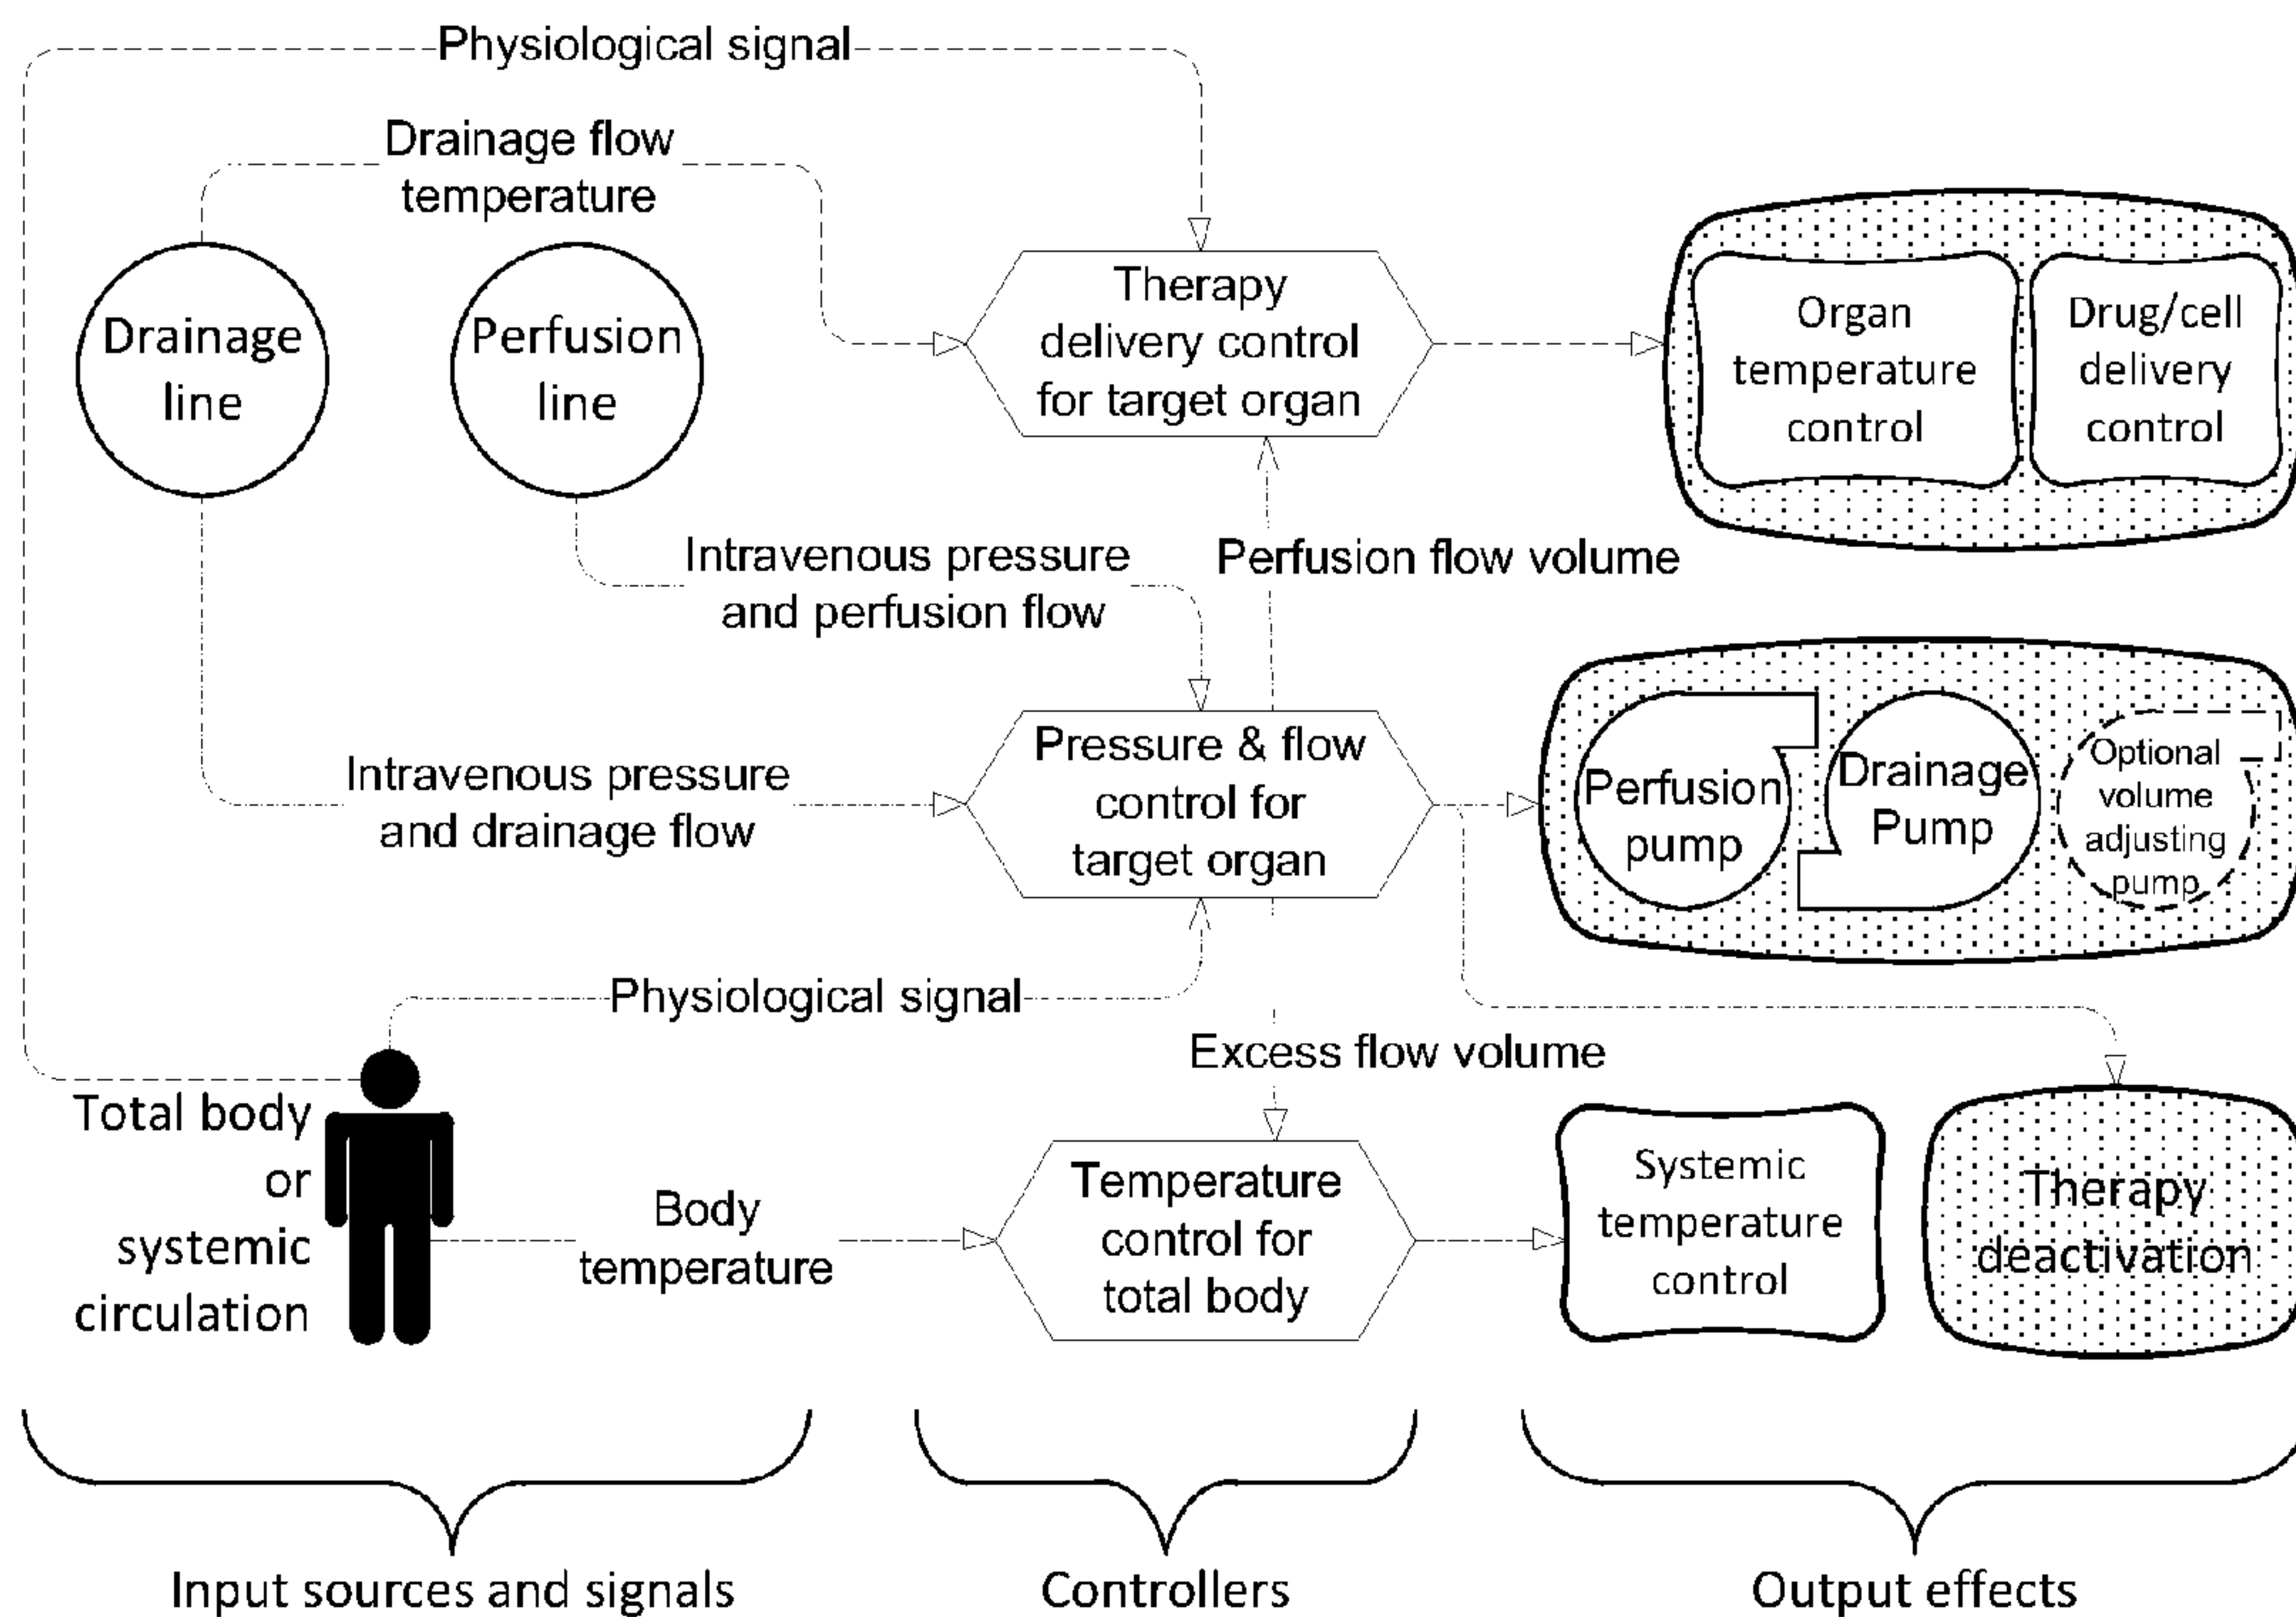 Physiological signal
Drainage flow
temperature
Drainage
line
Perfusion
line
Therapy
delivery control
for target organ
Organ
temperature
control
Drug/cell
delivery
control
Intravenous pressure
and perfusion flow
Perfusion flow volume
Intravenous pressure
and drainage flow
Pressure & flow
control for
target organ
Perfusion
pump
Drainage
Pump
Optional
volume
adjusting
pump
Physiological signal
Excess flow volume
Total body
or
systemic
circulation
Body
temperature
Temperature
control for
total body
Systemic
temperature
control
Therapy
deactivation
Input sources and signals
Controllers
Output effects